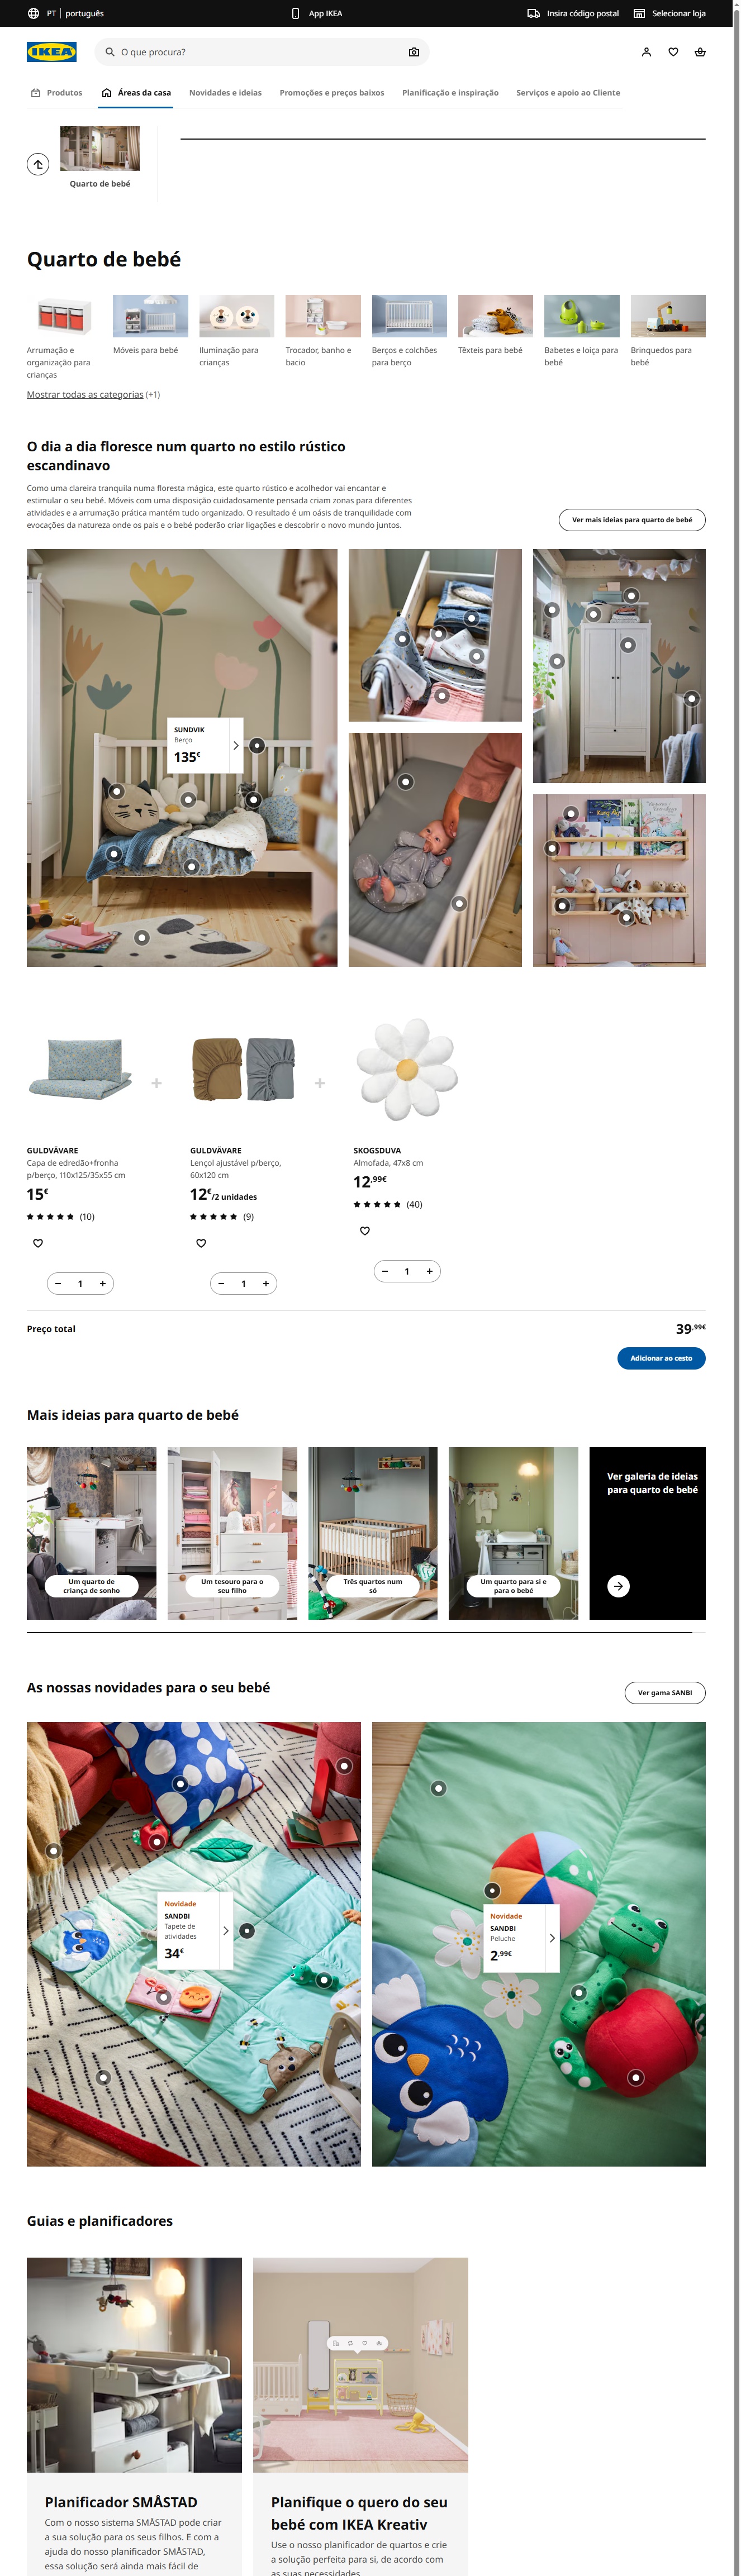 PT | português
App IKEA
Insira código postal
Selecionar loja
IKEA
O que procura?
Produtos
Áreas da casa
Novidades e ideias
Promoções e preços baixos
Planificação e inspiração
Serviços e apoio ao Cliente
Quarto de bebé
Quarto de bebé
Arrumação e
organização para
crianças
Móveis para bebé
Iluminação para
crianças
Trocador, banho e
bacio
Berços e colchões
para berço
Têxteis para bebé
Babetes e loiça para
bebé
Brinquedos para
bebé
Mostrar todas as categorias (+1)
O dia a dia floresce num quarto no estilo rústico
escandinavo
Como uma clareira tranquila numa floresta mágica, este quarto rústico e acolhedor vai encantar e
estimular o seu bebé. Móveis com uma disposição cuidadosamente pensada criam zonas para diferentes
atividades e a arrumação prática mantém tudo organizado. O resultado é um oásis de tranquilidade com
evocações da natureza onde os pais e o bebé poderão criar ligações e descobrir o novo mundo juntos.
Ver mais ideias para quarto de bebé
SUNDVIK
Berço
135€
GULDVÄVARE
Capa de edredão+fronha
p/berço, 110x125/35x55 cm
15€
(10)
1
GULDVÄVARE
Lençol ajustável p/berço,
60x120 cm
12€/2 unidades
(9)
1
SKOGSDUVA
Almofada, 47x8 cm
12,99€
(40)
1
Preço total
39,99€
Adicionar ao cesto
Mais ideias para quarto de bebé
Um quarto de
criança de sonho
Um tesouro para o
seu filho
Três quartos num
só
Um quarto para si e
para o bebé
Ver galeria de ideias
para quarto de bebé
As nossas novidades para o seu bebé
Ver gama SANBI
Novidade
SANDBI
Tapete de
atividades
34€
Novidade
SANDBI
Peluche
2,99€
Guias e planificadores
Planificador SMÅSTAD
Com o nosso sistema SMÅSTAD pode criar
a sua solução para os seus filhos. E com a
ajuda do nosso planificador SMÅSTAD,
essa solução será ainda mais fácil de
Planifique o quero do seu
bebé com IKEA Kreativ
Use o nosso planificador de quartos e crie
a solução perfeita para si, de acordo com
as suas necessidades.